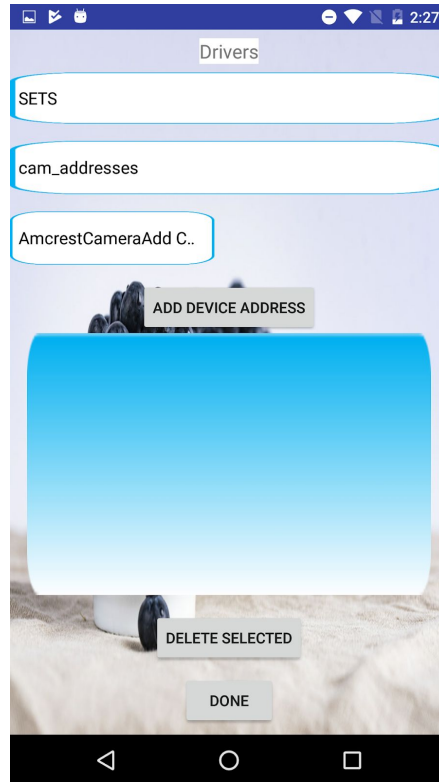 2:27
Drivers
SETS
cam_addresses
AmcrestCameraAdd C..
ADD DEVICE ADDRESS
DELETE SELECTED
DONE